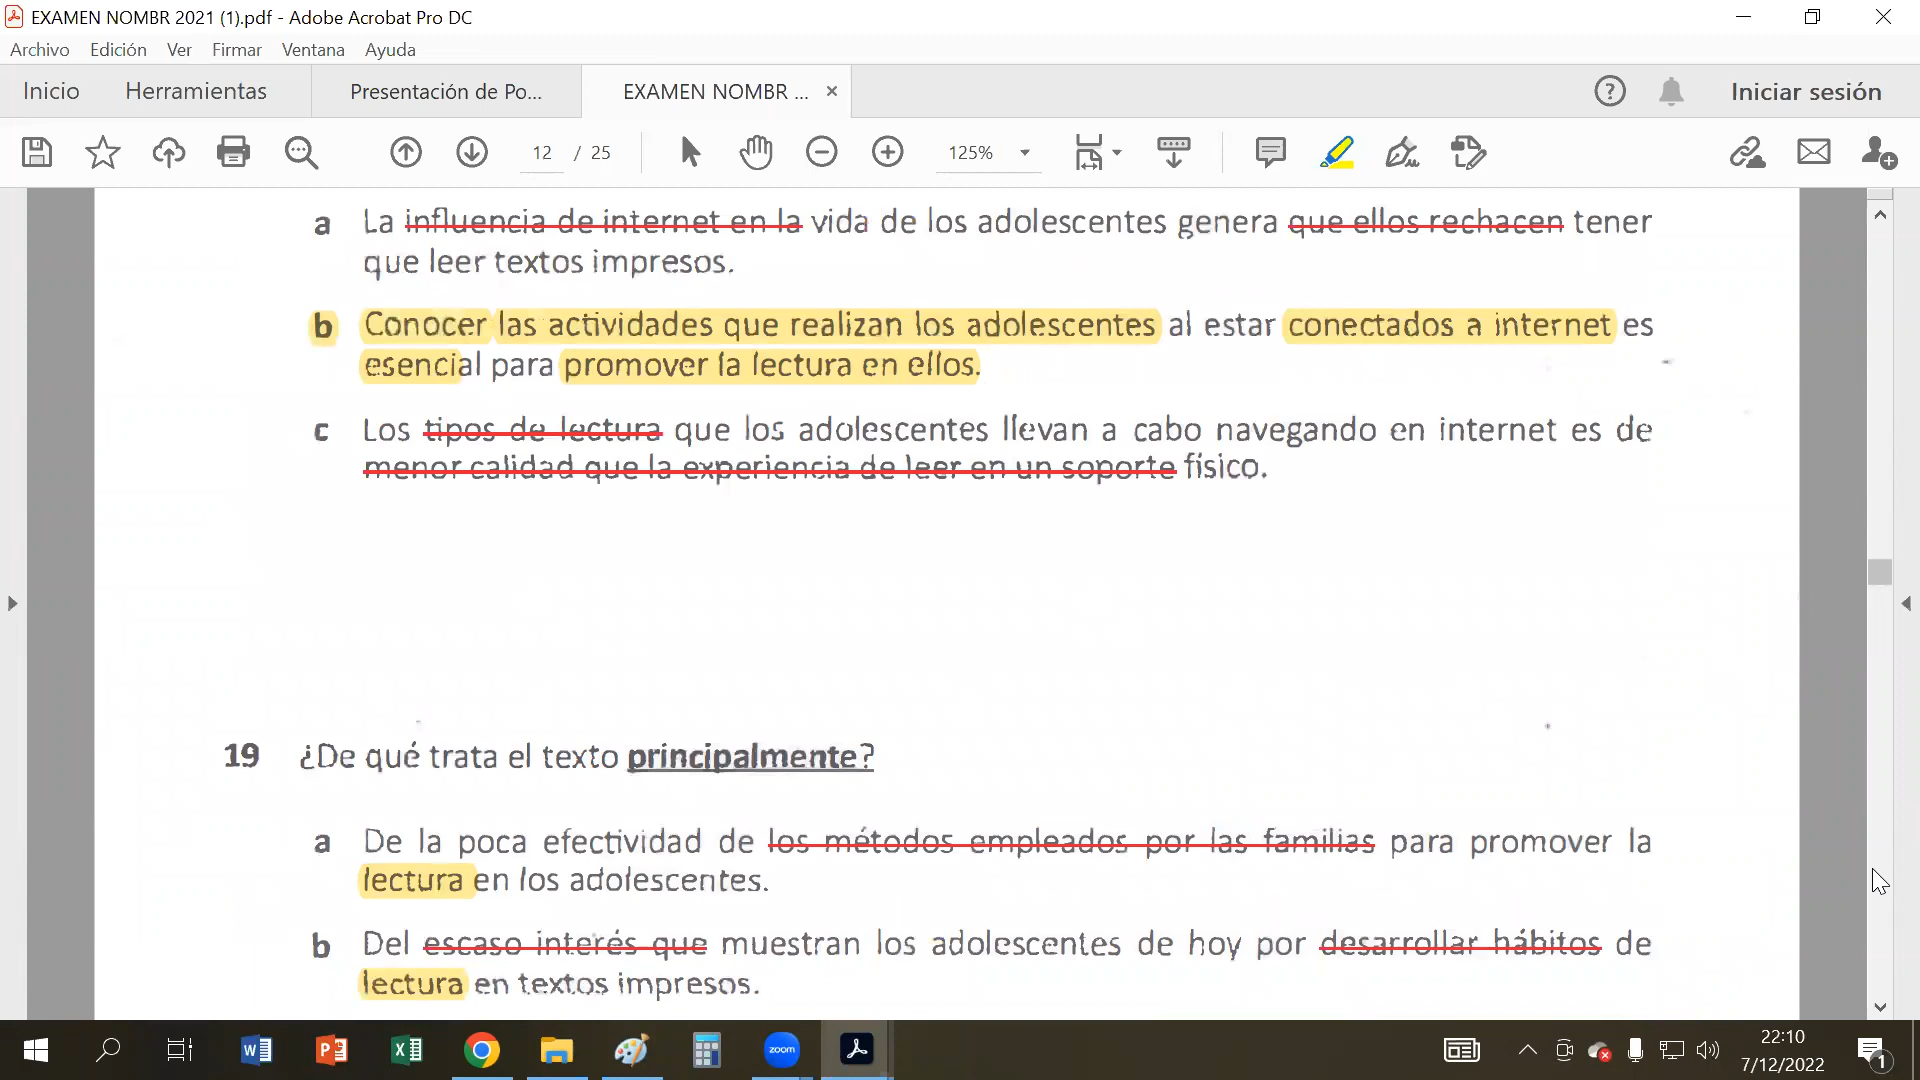 EXAMEN NOMBR 2021 (1).pdf - Adobe Acrobat Pro DC
Archivo Edición Ver Firmar Ventana Ayuda
Inicio Herramientas Presentación de Po... EXAMEN NOMBR ... × Iniciar sesión
12 / 25 125%
a La influencia de internet en la vida de los adolescentes genera que ellos rechacen tener
que leer textos impresos.
b Conocer las actividades que realizan los adolescentes al estar conectados a internet es
esencial para promover la lectura en ellos.
c Los tipos de lectura que los adolescentes llevan a cabo navegando en internet es de
menor calidad que la experiencia de leer en un soporte físico.
19 ¿De qué trata el texto principalmente?
a De la poca efectividad de los métodos empleados por las familias para promover la
lectura en los adolescentes.
b Del escaso interés que muestran los adolescentes de hoy por desarrollar hábitos de
lectura en textos impresos.
zoom
22:10
7/12/2022
1